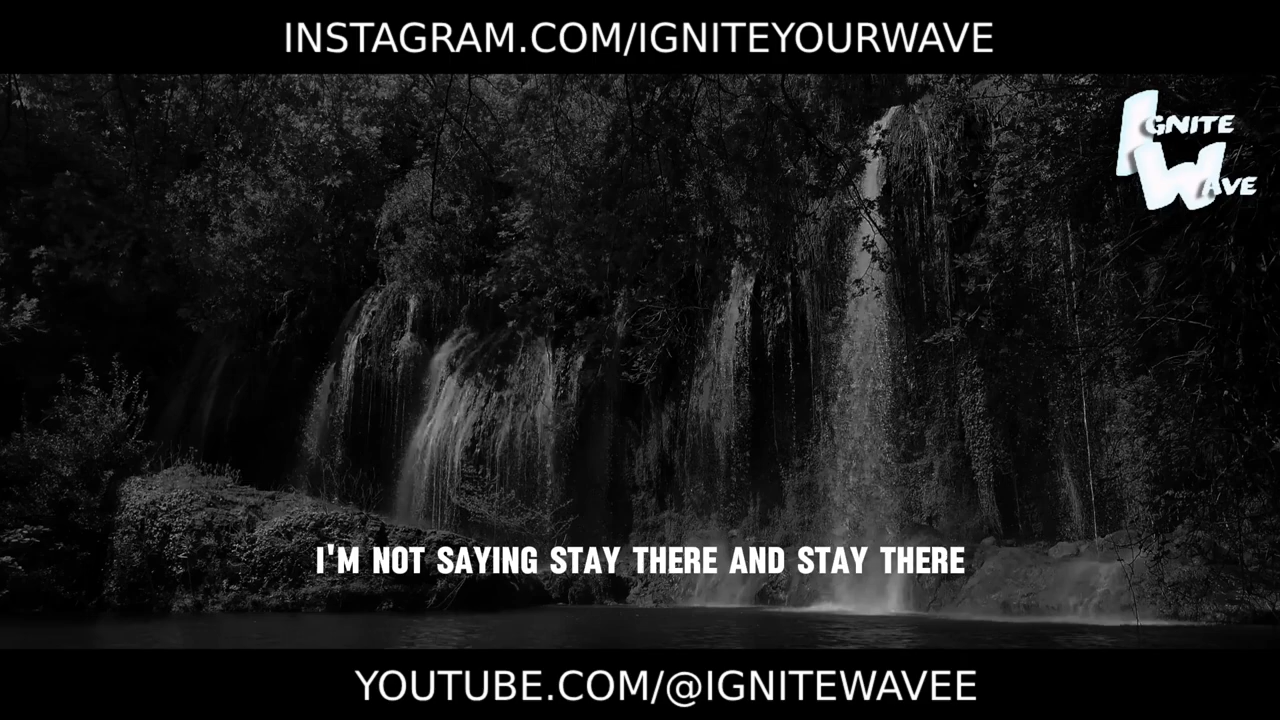 INSTAGRAM.COM/IGNITEYOURWAVE
IGNITE
WAVE
I'M NOT SAYING STAY THERE AND STAY THERE
YOUTUBE.COM/@IGNITEWAVEE